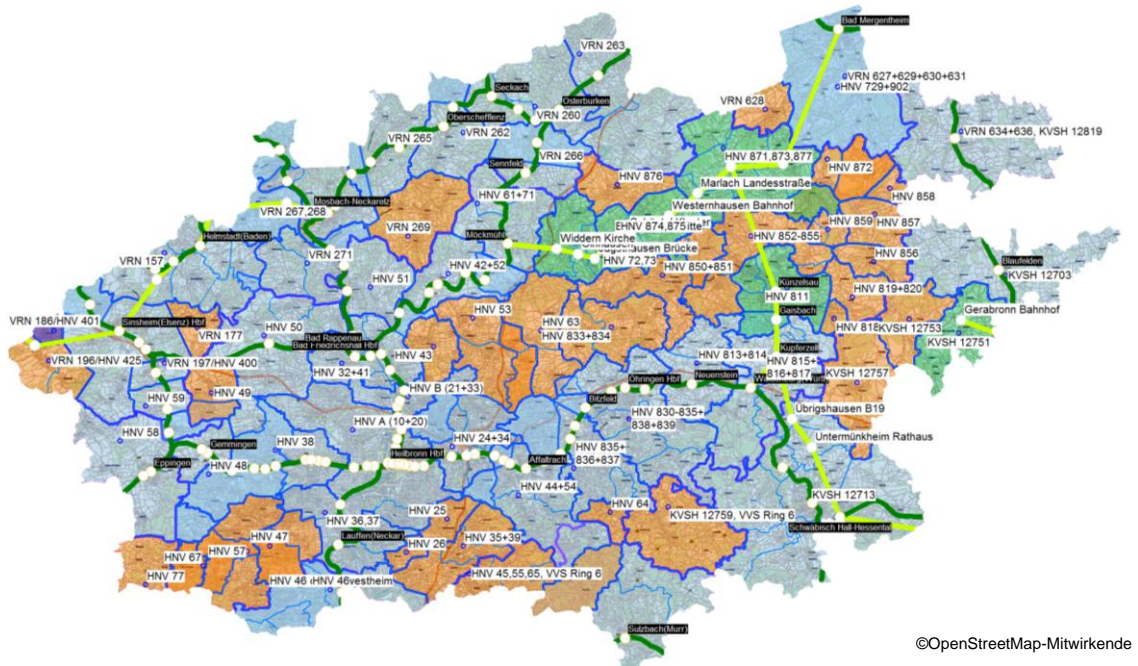 Bad Mergentheim
VRN 263
VRN 627+629+630+631
HNV 729+902
Seckach
Osterburken
VRN 628
Oberschefflenz
VRN 260
VRN 265
VRN 262
VRN 634+636, KVSH 12819
VRN 266
HNV 871,873,877
HNV 872
Sennfeld
HNV 876
Marlach Landesstraße
HNV 61+71
HNV 858
Mosbach-Neckarelz
Westernhausen Bahnhof
VRN 267,268
HNV 859
HNV 857
HNV 874,875
VRN 269
HNV 852-855
Helmstadt(Baden)
Möckmühl
Widdern Kirche
HNV 72,73
HNV 856
VRN 157
VRN 271
Blaufelden
HNV 42+52
HNV 850+851
KVSH 12703
HNV 51
Künzelsau
HNV 819+820
HNV 811
Gerabronn Bahnhof
HNV 53
Gaisbach
VRN 186/HNV 401
Sinsheim(Elsenz) Hbf
HNV 50
HNV 63
HNV 818
KVSH 12753
VRN 177
HNV 833+834
KVSH 12751
Bad Rappenau
Bad Friedrichshall Hbf
Kupferzell
HNV 43
HNV 813+814
VRN 196/HNV 425
VRN 197/HNV 400
HNV 815+
816+817
HNV 32+41
KVSH 12757
Neuenstein
Öhringen Hbf
HNV B (21+33)
HNV 49
Bitzfeld
HNV 59
Übrigshausen B19
HNV 830-835+
838+839
HNV A (10+20)
HNV 58
Untermünkheim Rathaus
HNV 38
HNV 24+34
Gemmingen
HNV 835+
836+837
Heilbronn Hbf
Affaltrach
Eppingen
HNV 48
HNV 44+54
KVSH 12713
HNV 64
KVSH 12759, VVS Ring 6
HNV 36,37
HNV 25
Schwäbisch Hall-Hessental
Lauffen(Neckar)
HNV 47
HNV 35+39
HNV 26
HNV 57
HNV 67
HNV 45,55,65, VVS Ring 6
HNV 77
HNV 46
Sulzbach(Murr)
©OpenStreetMap-Mitwirkende